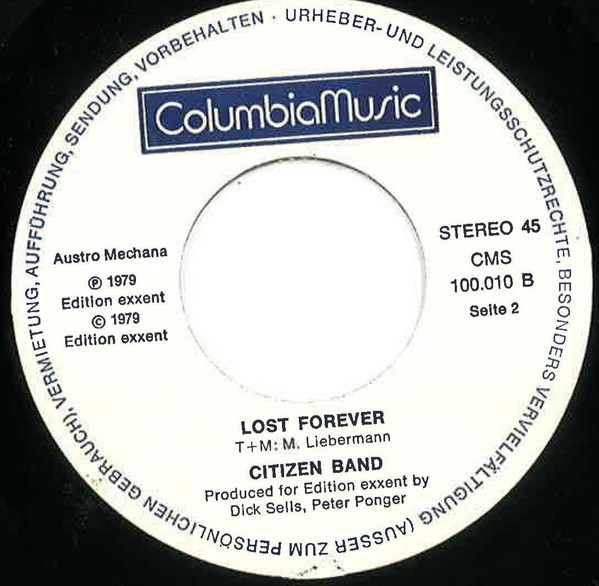 URHEBER- UND LEISTUNGSSCHUTZRECHTE, BESONDERS VERVIELFÄLTIGUNG (AUSSER ZUM PERSÖNLICHEN GEBRAUCH), VERMIETUNG, AUFFÜHRUNG, SENDUNG, VORBEHALTEN ·
ColumbiaMusic
Austro Mechana
℗ 1979
Edition exxent
© 1979
Edition exxent
STEREO 45
CMS
100.010 B
Seite 2
LOST FOREVER
T+M: M. Liebermann
CITIZEN BAND
Produced for Edition exxent by
Dick Sells, Peter Ponger